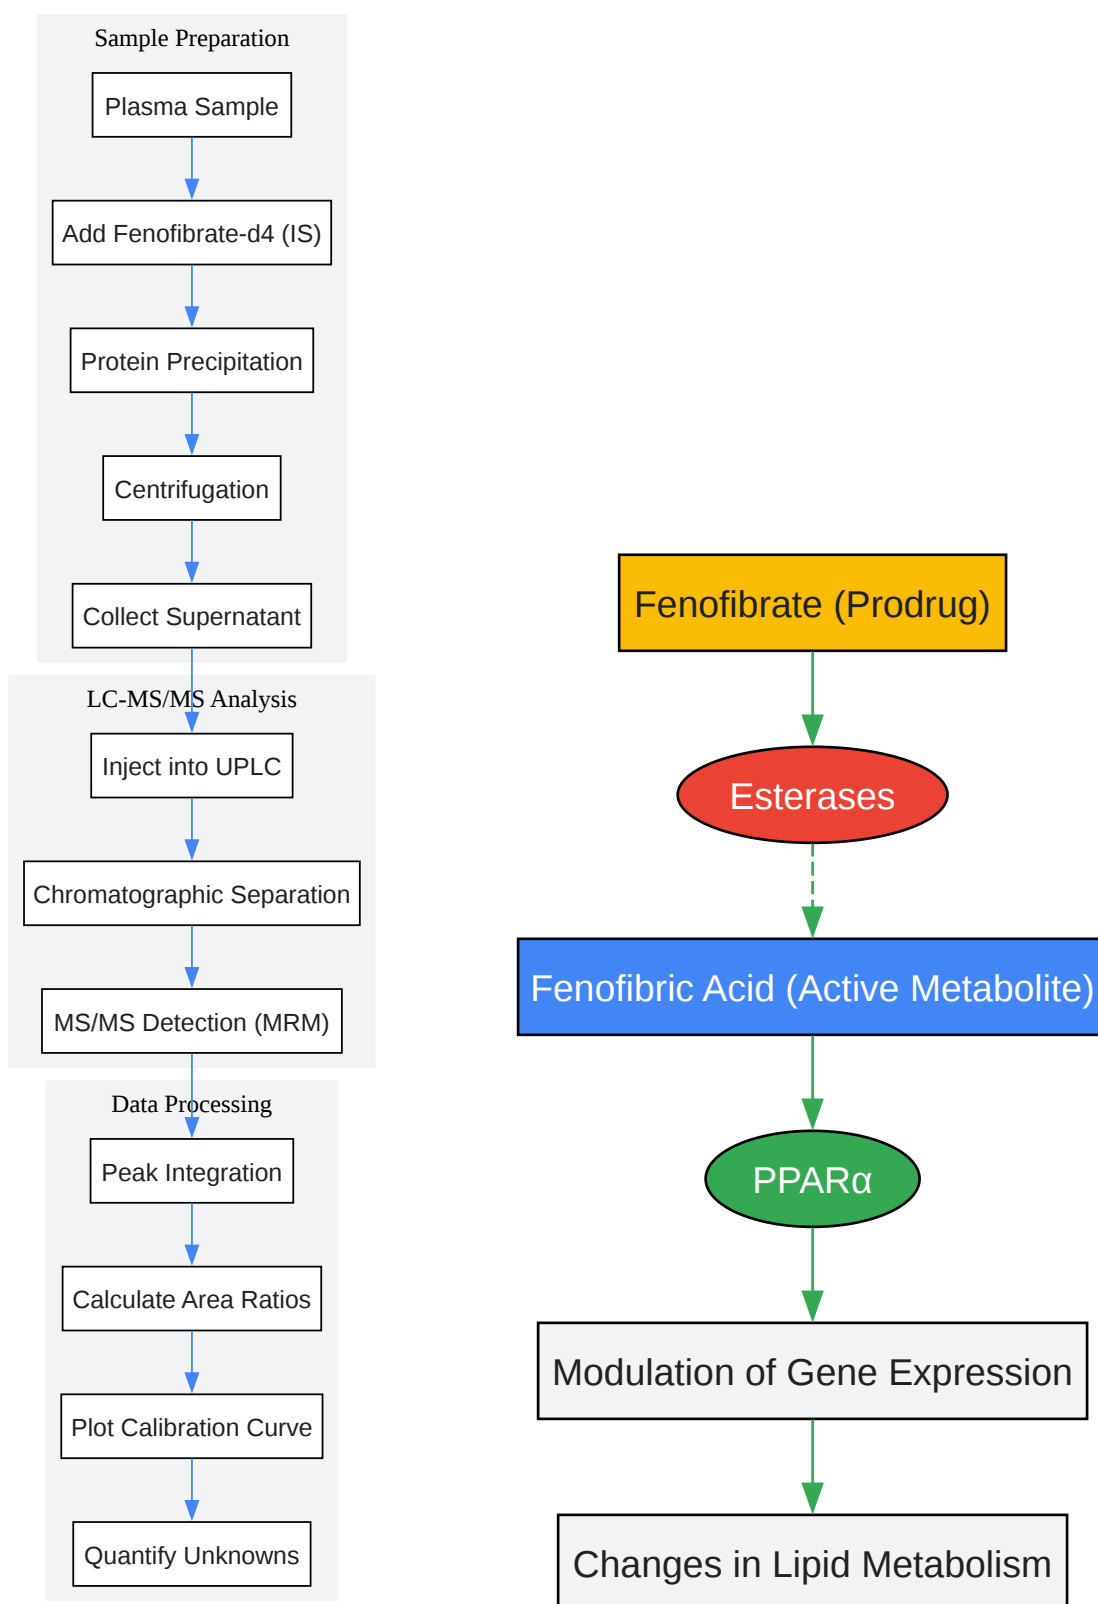 Sample Preparation
Plasma Sample
Add Fenofibrate-d4 (IS)
Protein Precipitation
Centrifugation
Collect Supernatant
LC-MS/MS Analysis
Inject into UPLC
Chromatographic Separation
MS/MS Detection (MRM)
Data Processing
Peak Integration
Calculate Area Ratios
Plot Calibration Curve
Quantify Unknowns
Fenofibrate (Prodrug)
Esterases
Fenofibric Acid (Active Metabolite)
PPARα
Modulation of Gene Expression
Changes in Lipid Metabolism